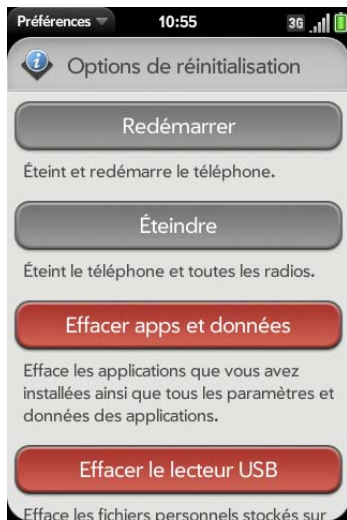 Préférences 10:55 3G
Options de réinitialisation
Redémarrer
Éteint et redémarre le téléphone.
Éteindre
Éteint le téléphone et toutes les radios.
Effacer apps et données
Efface les applications que vous avez
installées ainsi que tous les paramètres et
données des applications.
Effacer le lecteur USB
Efface les fichiers personnels stockés sur